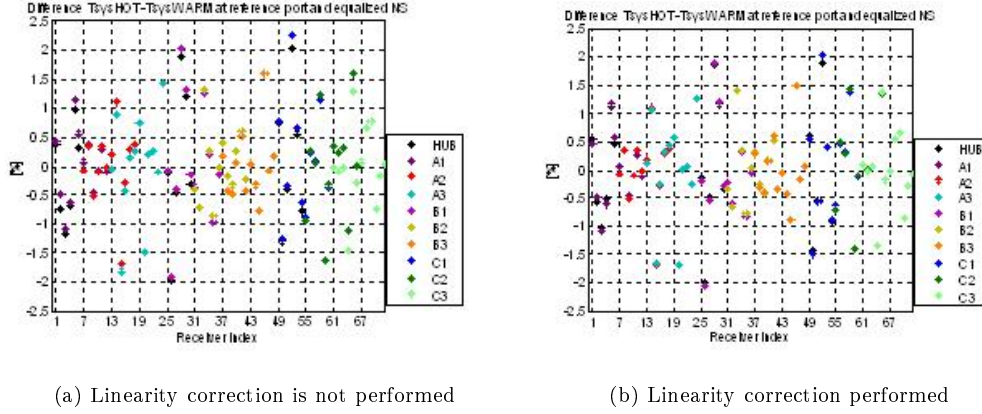 Difference TsysHOT-TsysWARM at reference port and equalized NS
2.5
2
1.5
1
0.5
0
-0.5
-1
-1.5
-2
-2.5
[%]
1 7 13 19 25 31 37 43 49 55 61 67
Receiver Index
HUB
A1
A2
A3
B1
B2
B3
C1
C2
C3
(a) Linearity correction is not performed
Difference TsysHOT-TsysWARM at reference port and equalized NS
2.5
2
1.5
1
0.5
0
-0.5
-1
-1.5
-2
-2.5
[%]
1 7 13 19 25 31 37 43 49 55 61 67
Receiver Index
HUB
A1
A2
A3
B1
B2
B3
C1
C2
C3
(b) Linearity correction performed